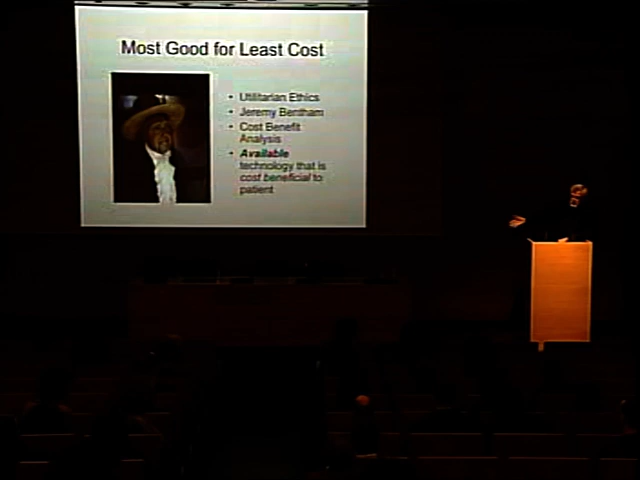 Most Good for Least Cost
• Utilitarian Ethics
• Jeremy Bentham
• Cost Benefit
Analysis
• Available
technology that is
cost beneficial to
patient